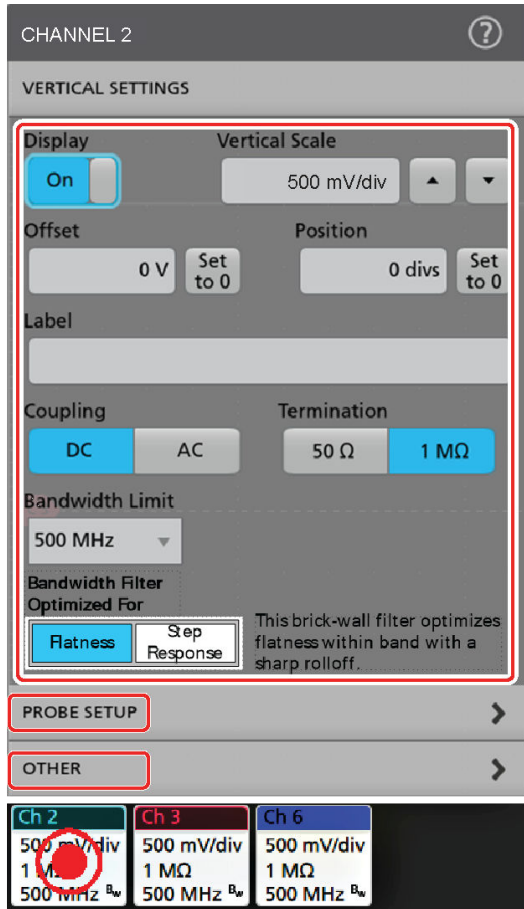 CHANNEL 2 ?
VERTICAL SETTINGS
Display Vertical Scale
On 500 mV/div
Offset Position
0 V Set to 0 0 divs Set to 0
Label
Coupling Termination
DC AC 50 Ω 1 MΩ
Bandwidth Limit
500 MHz
Bandwidth Filter
Optimized For
Flatness Step Response
This brick-wall filter optimizes
flatness within band with a
sharp rolloff.
PROBE SETUP
OTHER
Ch 2 Ch 3 Ch 6
500 mV/div 500 mV/div 500 mV/div
1 MΩ 1 MΩ 1 MΩ
500 MHz Bw 500 MHz Bw 500 MHz Bw